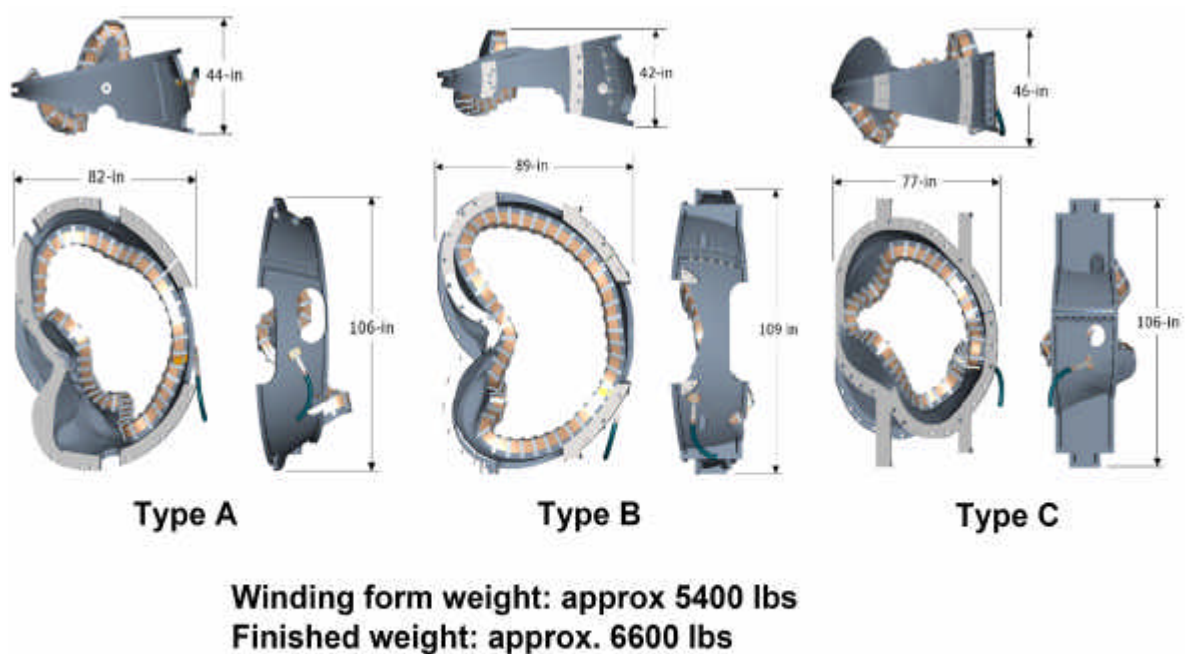 44-in
42-in
46-in
82-in
89-in
77-in
106-in
109 in
106-in
Type A
Type B
Type C
Winding form weight: approx 5400 lbs
Finished weight: approx. 6600 lbs